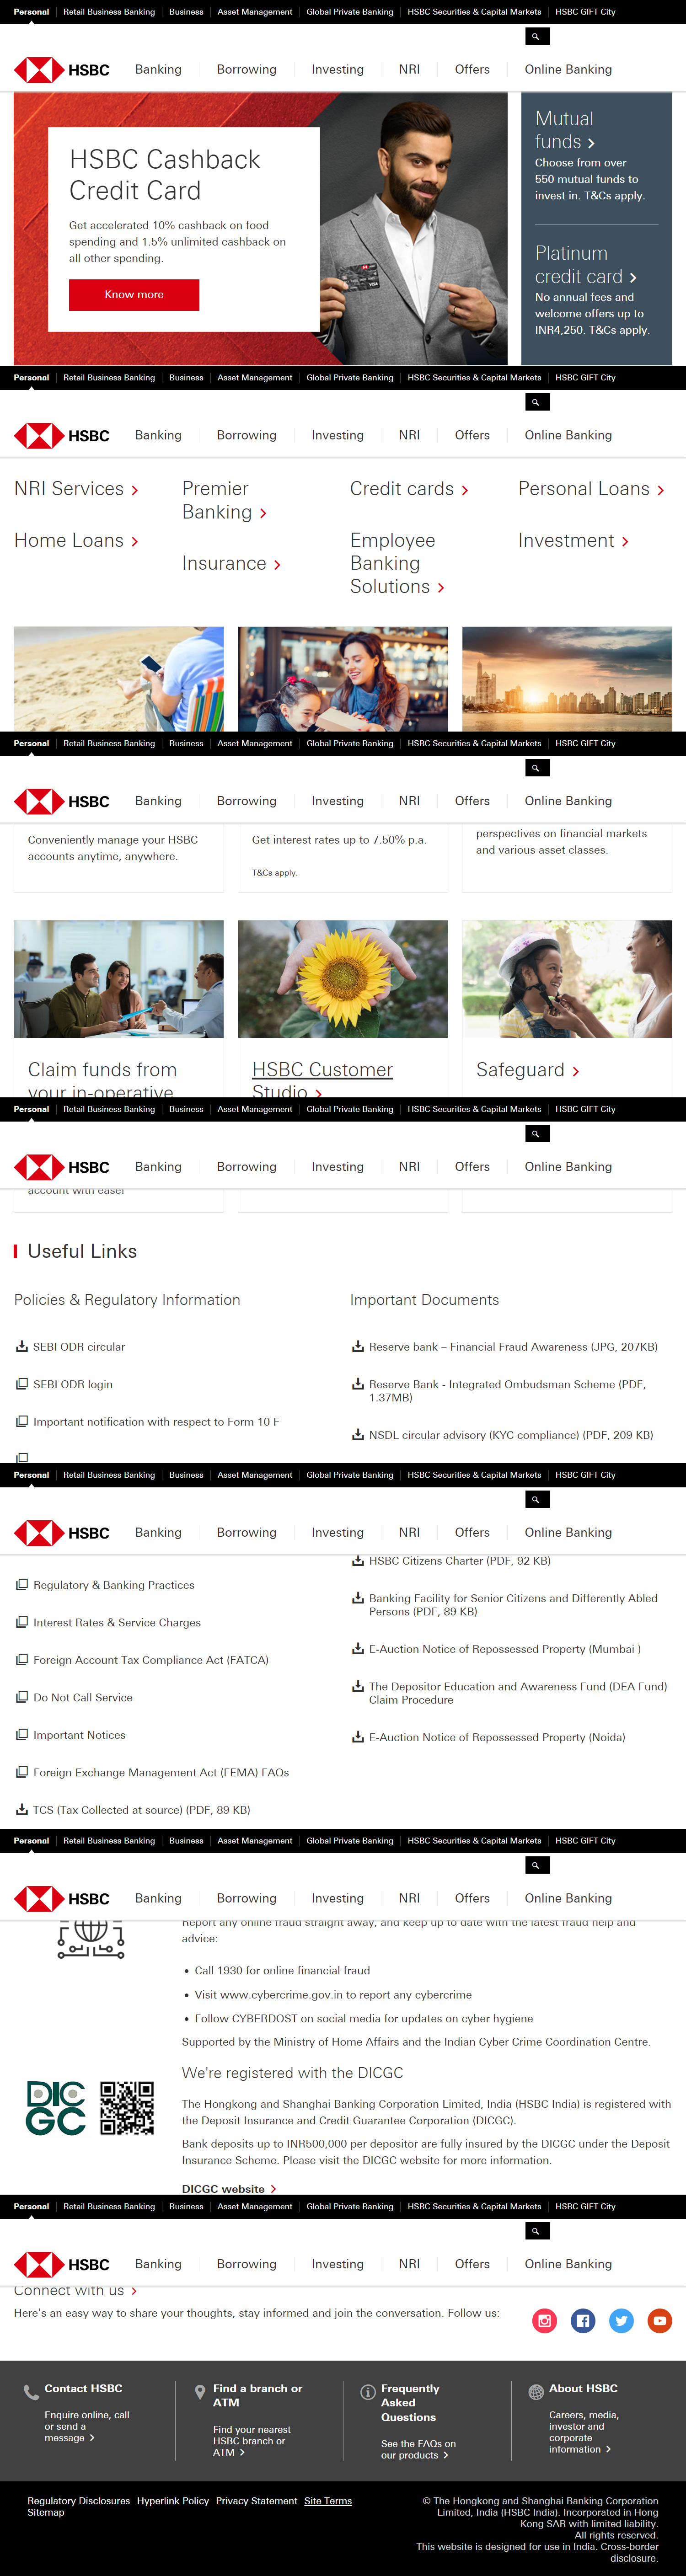 Personal Retail Business Banking Business Asset Management Global Private Banking HSBC Securities & Capital Markets HSBC GIFT City
HSBC Banking Borrowing Investing NRI Offers Online Banking
HSBC Cashback
Credit Card
Get accelerated 10% cashback on food
spending and 1.5% unlimited cashback on
all other spending.
Know more
VISA
Mutual
funds
Choose from over
550 mutual funds to
invest in. T&Cs apply.
Platinum
credit card
No annual fees and
welcome offers up to
INR4,250. T&Cs apply.
Personal Retail Business Banking Business Asset Management Global Private Banking HSBC Securities & Capital Markets HSBC GIFT City
HSBC Banking Borrowing Investing NRI Offers Online Banking
NRI Services
Premier
Banking
Credit cards
Personal Loans
Home Loans
Insurance
Employee
Banking
Solutions
Investment
Personal Retail Business Banking Business Asset Management Global Private Banking HSBC Securities & Capital Markets HSBC GIFT City
HSBC Banking Borrowing Investing NRI Offers Online Banking
Conveniently manage your HSBC
accounts anytime, anywhere.
Get interest rates up to 7.50% p.a.
T&Cs apply.
perspectives on financial markets
and various asset classes.
Claim funds from
your in-operative
HSBC Customer
Studio
Safeguard
Personal Retail Business Banking Business Asset Management Global Private Banking HSBC Securities & Capital Markets HSBC GIFT City
HSBC Banking Borrowing Investing NRI Offers Online Banking
account with ease!
Useful Links
Policies & Regulatory Information
SEBI ODR circular
SEBI ODR login
Important notification with respect to Form 10 F
Important Documents
Reserve bank – Financial Fraud Awareness (JPG, 207KB)
Reserve Bank - Integrated Ombudsman Scheme (PDF,
1.37MB)
NSDL circular advisory (KYC compliance) (PDF, 209 KB)
Personal Retail Business Banking Business Asset Management Global Private Banking HSBC Securities & Capital Markets HSBC GIFT City
HSBC Banking Borrowing Investing NRI Offers Online Banking
Regulatory & Banking Practices
Interest Rates & Service Charges
Foreign Account Tax Compliance Act (FATCA)
Do Not Call Service
Important Notices
Foreign Exchange Management Act (FEMA) FAQs
TCS (Tax Collected at source) (PDF, 89 KB)
HSBC Citizens Charter (PDF, 92 KB)
Banking Facility for Senior Citizens and Differently Abled
Persons (PDF, 89 KB)
E-Auction Notice of Repossessed Property (Mumbai )
The Depositor Education and Awareness Fund (DEA Fund)
Claim Procedure
E-Auction Notice of Repossessed Property (Noida)
Personal Retail Business Banking Business Asset Management Global Private Banking HSBC Securities & Capital Markets HSBC GIFT City
HSBC Banking Borrowing Investing NRI Offers Online Banking
Report any online fraud straight away, and keep up to date with the latest fraud help and
advice:
Call 1930 for online financial fraud
Visit www.cybercrime.gov.in to report any cybercrime
Follow CYBERDOST on social media for updates on cyber hygiene
Supported by the Ministry of Home Affairs and the Indian Cyber Crime Coordination Centre.
DIC
GC
We're registered with the DICGC
The Hongkong and Shanghai Banking Corporation Limited, India (HSBC India) is registered with
the Deposit Insurance and Credit Guarantee Corporation (DICGC).
Bank deposits up to INR500,000 per depositor are fully insured by the DICGC under the Deposit
Insurance Scheme. Please visit the DICGC website for more information.
DICGC website
Personal Retail Business Banking Business Asset Management Global Private Banking HSBC Securities & Capital Markets HSBC GIFT City
HSBC Banking Borrowing Investing NRI Offers Online Banking
Connect with us
Here's an easy way to share your thoughts, stay informed and join the conversation. Follow us:
Contact HSBC
Enquire online, call
or send a
message
Find a branch or
ATM
Find your nearest
HSBC branch or
ATM
Frequently
Asked
Questions
See the FAQs on
our products
About HSBC
Careers, media,
investor and
corporate
information
Regulatory Disclosures Hyperlink Policy Privacy Statement Site Terms
Sitemap
© The Hongkong and Shanghai Banking Corporation
Limited, India (HSBC India). Incorporated in Hong
Kong SAR with limited liability.
All rights reserved.
This website is designed for use in India. Cross-border
disclosure.